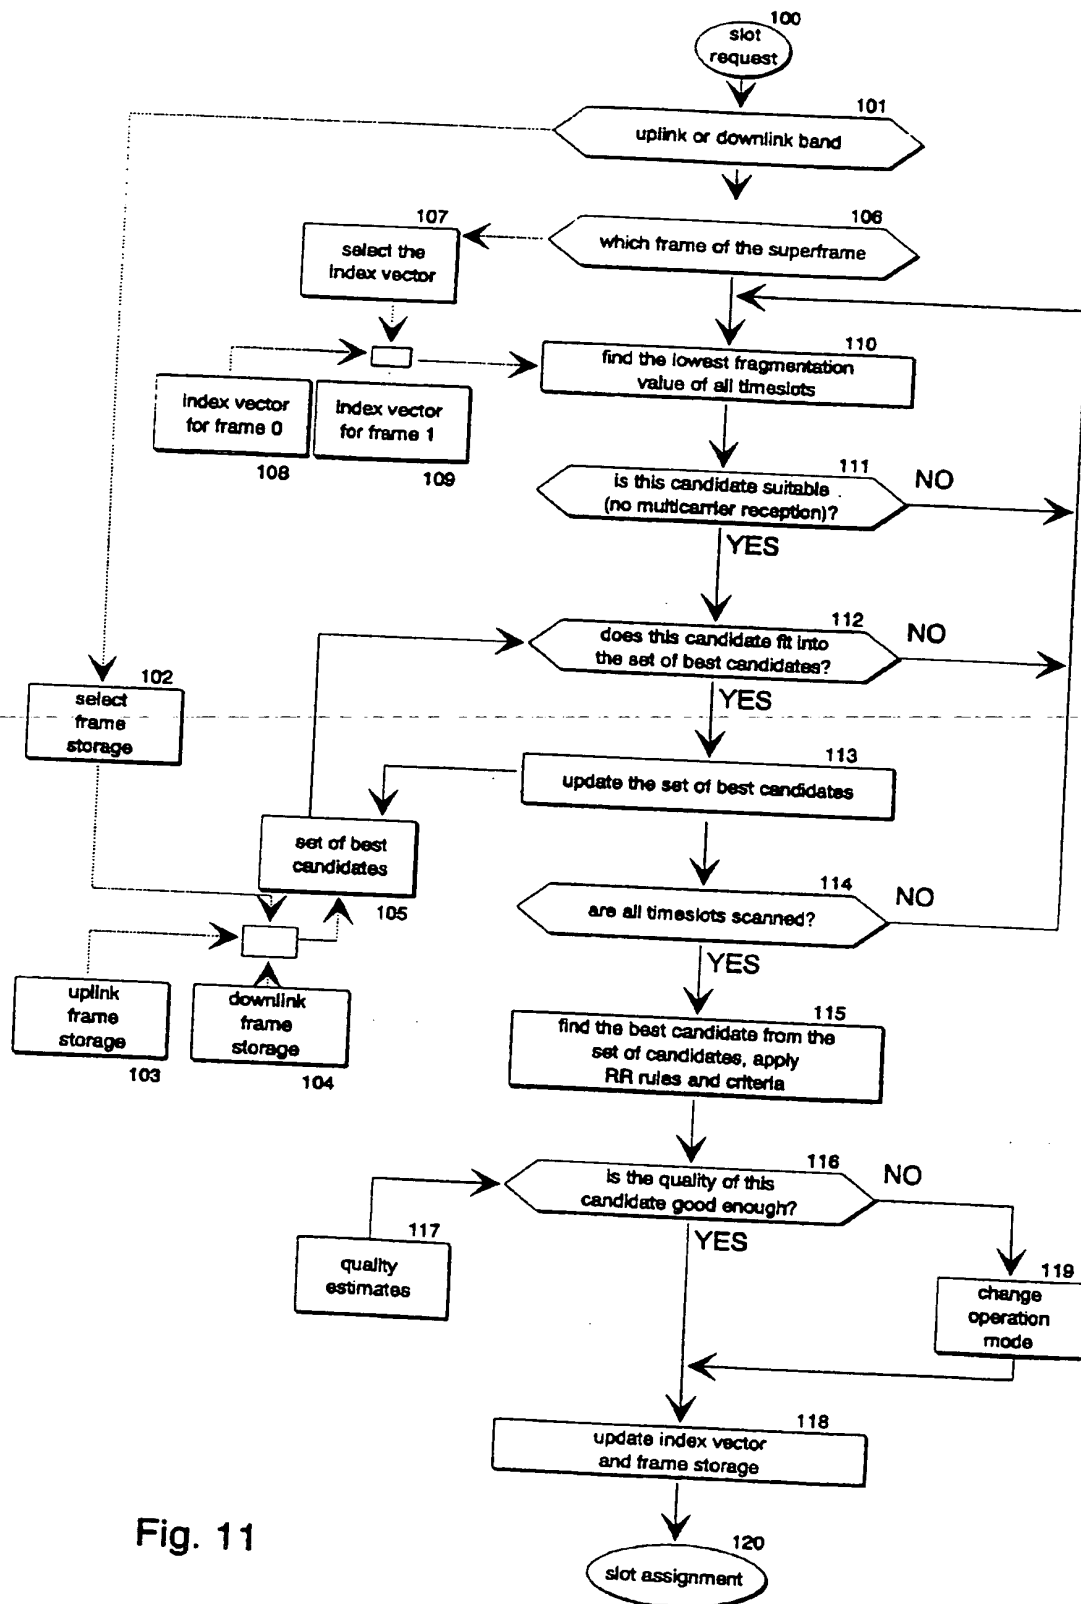 100
slot
request
101
uplink or downlink band
107
select the
index vector
106
which frame of the superframe
110
find the lowest fragmentation
value of all timeslots
index vector
for frame 0
108
index vector
for frame 1
109
111
is this candidate suitable
(no multicarrier reception)?
NO
YES
112
does this candidate fit into
the set of best candidates?
NO
YES
102
select
frame
storage
113
update the set of best candidates
set of best
candidates
105
114
are all timeslots scanned?
NO
YES
uplink
frame
storage
103
downlink
frame
storage
104
115
find the best candidate from the
set of candidates, apply
RR rules and criteria
116
is the quality of this
candidate good enough?
NO
YES
117
quality
estimates
119
change
operation
mode
118
update index vector
and frame storage
120
slot assignment
Fig. 11